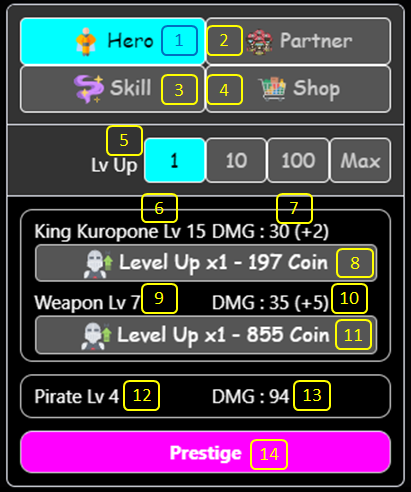 Hero 1 2 Partner
Skill 3 4 Shop
5
Lv Up 1 10 100 Max
6 7
King Kuropone Lv 15 DMG : 30 (+2)
Level Up x1 - 197 Coin 8
Weapon Lv 7 9 DMG : 35 (+5) 10
Level Up x1 - 855 Coin 11
Pirate Lv 4 12 DMG : 94 13
Prestige 14